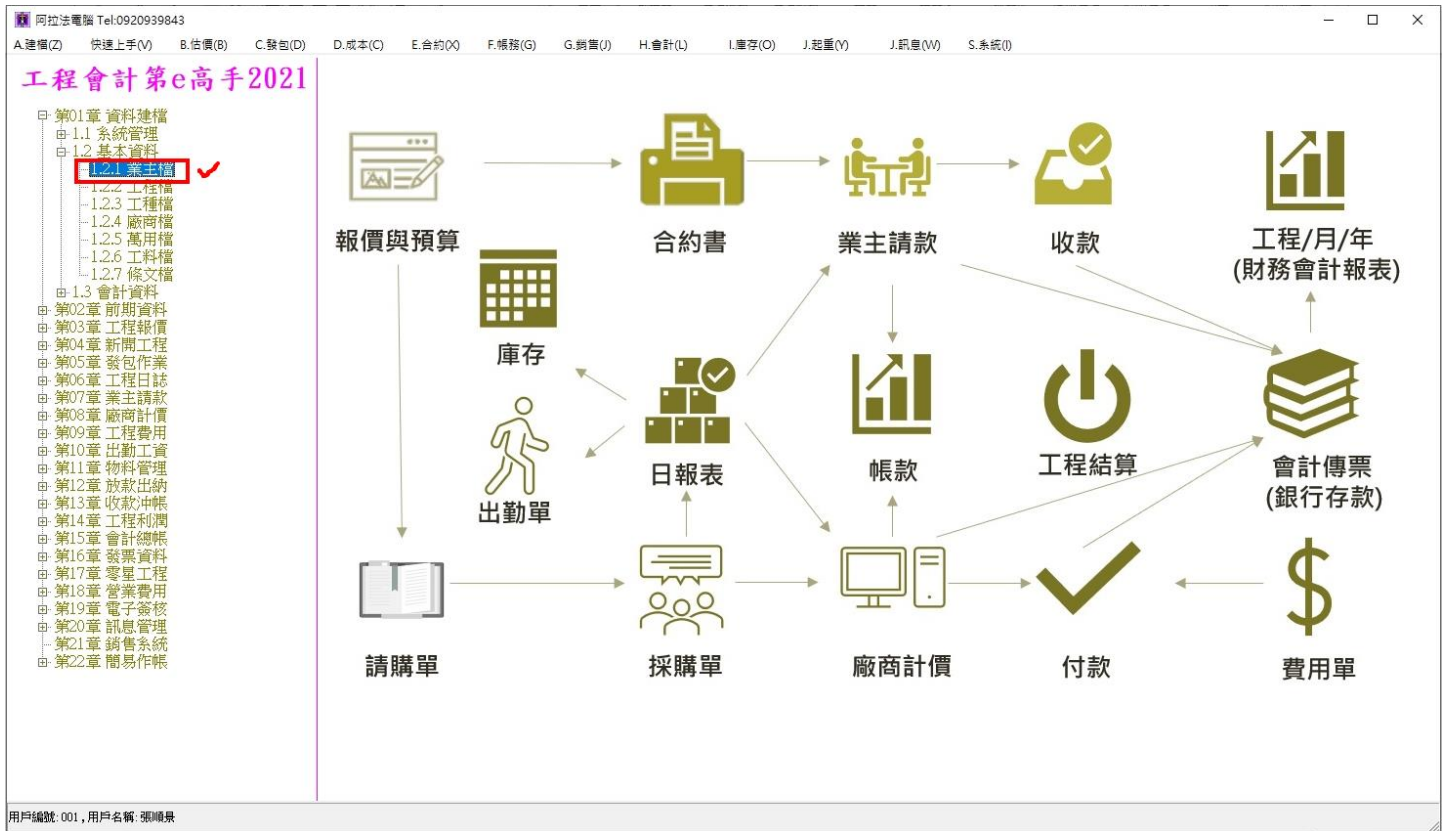 阿拉法電腦 Tel:0920939843
A.建檔(Z) 快速上手(V) B.估價(B) C.發包(D) D.成本(C) E.合約(X) F.帳務(G) G.銷售(J) H.會計(L) I.庫存(O) J.起重(Y) J.訊息(W) S.系統(I)
工程會計第e高手2021
第01章 資料建檔
1.1 系統管理
1.2 基本資料
1.2.1 業主檔
1.2.2 工程檔
1.2.3 工種檔
1.2.4 廠商檔
1.2.5 萬用檔
1.2.6 工料檔
1.2.7 條文檔
1.3 會計資料
第02章 前期資料
第03章 工程報價
第04章 新開工程
第05章 發包作業
第06章 工程日誌
第07章 業主請款
第08章 廠商計價
第09章 工程費用
第10章 出勤工資
第11章 物料管理
第12章 放款出納
第13章 收款沖帳
第14章 工程利潤
第15章 會計總帳
第16章 發票資料
第17章 零星工程
第18章 營業費用
第19章 電子簽核
第20章 訊息管理
第21章 銷售系統
第22章 簡易作帳
報價與預算
合約書
業主請款
收款
工程/月/年
(財務會計報表)
庫存
日報表
帳款
工程結算
會計傳票
(銀行存款)
出勤單
請購單
採購單
廠商計價
付款
費用單
用戶編號: 001 , 用戶名稱: 張順景